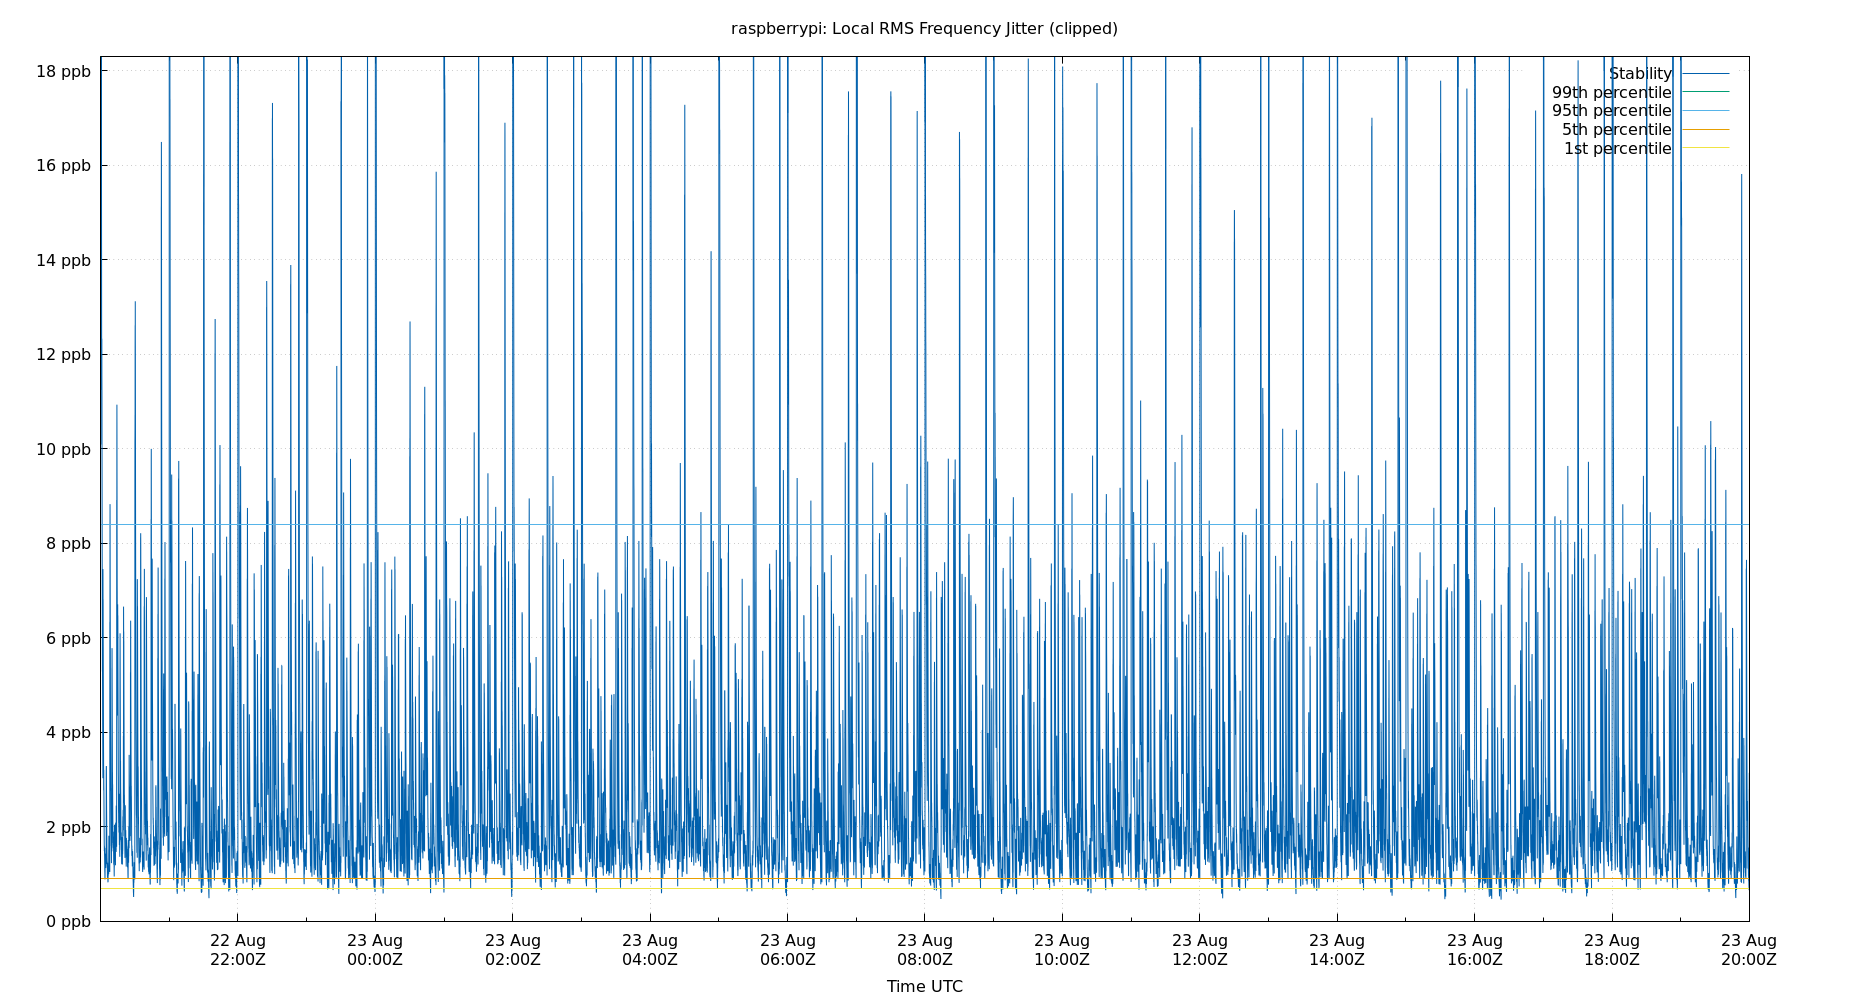 raspberrypi: Local RMS Frequency Jitter (clipped)
18 ppb
16 ppb
14 ppb
12 ppb
10 ppb
8 ppb
6 ppb
4 ppb
2 ppb
0 ppb
Stability
99th percentile
95th percentile
5th percentile
1st percentile
22 Aug 23 Aug 23 Aug 23 Aug 23 Aug 23 Aug 23 Aug 23 Aug 23 Aug 23 Aug 23 Aug 23 Aug
22:00Z 00:00Z 02:00Z 04:00Z 06:00Z 08:00Z 10:00Z 12:00Z 14:00Z 16:00Z 18:00Z 20:00Z
Time UTC